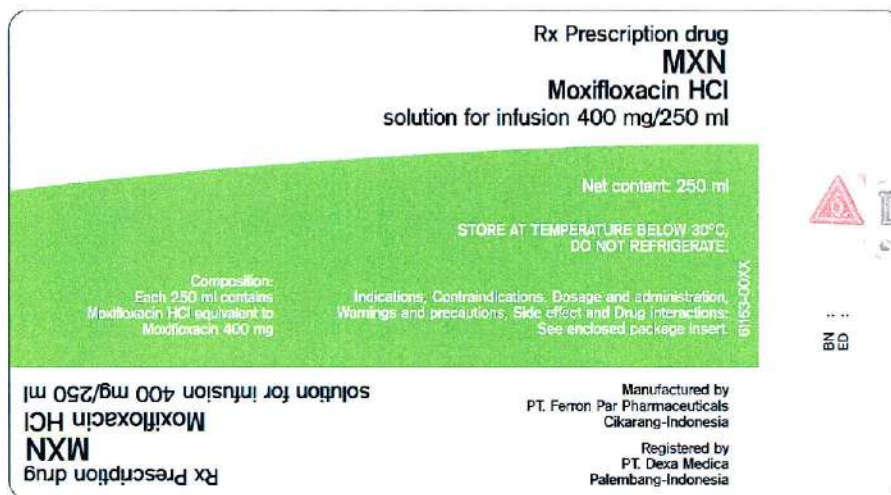 Rx Prescription drug
MXN
Moxifloxacin HCl
solution for infusion 400 mg/250 ml
Net content: 250 ml
STORE AT TEMPERATURE BELOW 30°C,
DO NOT REFRIGERATE.
Composition:
Each 250 ml contains
Moxifloxacin HCl equivalent to
Moxifloxacin 400 mg
Indications, Contraindications, Dosage and administration,
Warnings and precautions, Side effect and Drug interactions:
See enclosed package insert.
61153-00XX
BN :
ED :
Manufactured by
PT. Ferron Par Pharmaceuticals
Cikarang-Indonesia
Registered by
PT. Dexa Medica
Palembang-Indonesia
Rx Prescription drug
MXN
Moxifloxacin HCl
solution for infusion 400 mg/250 ml